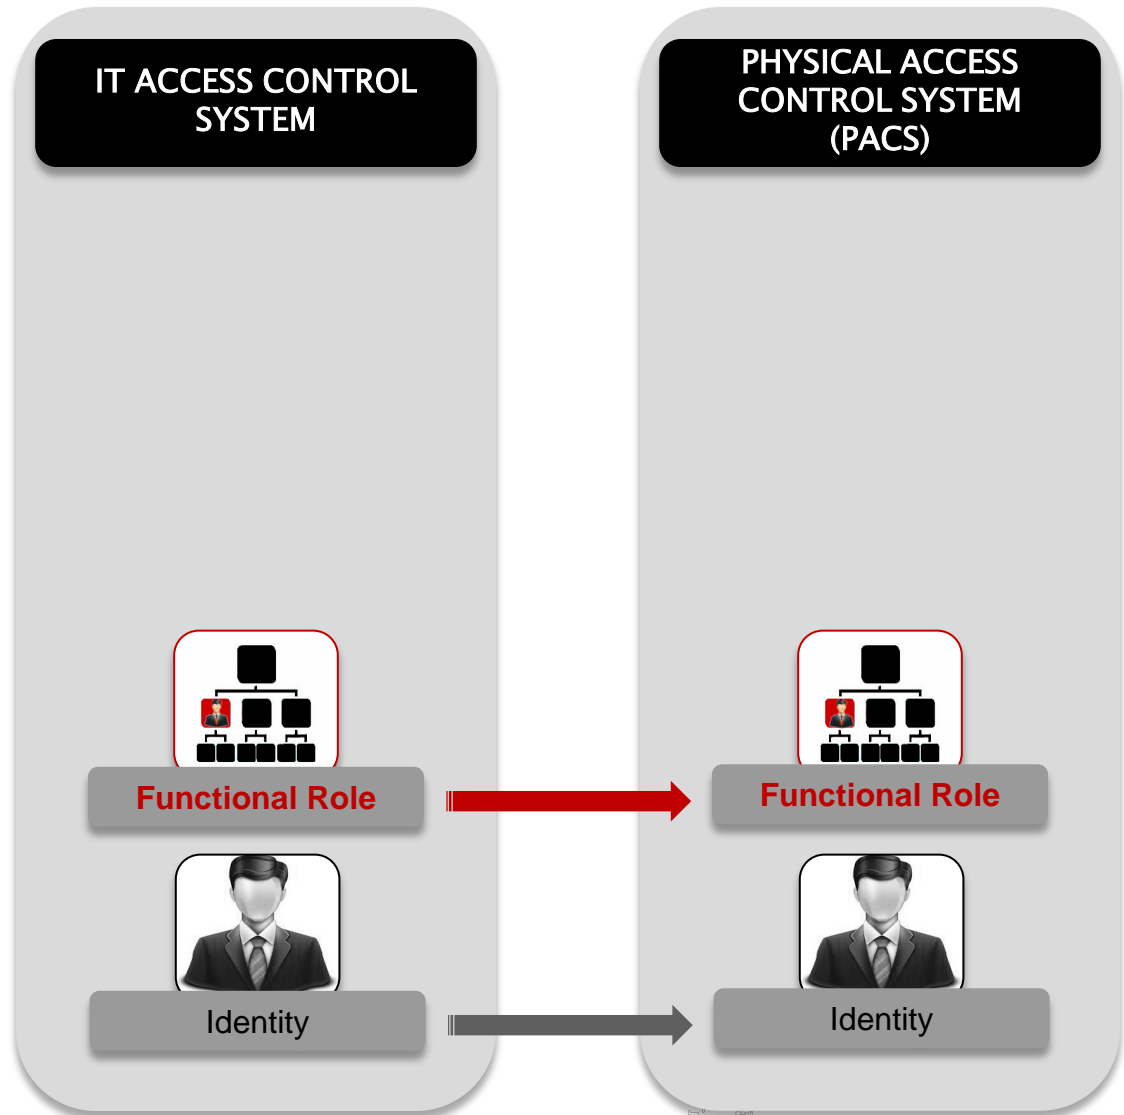 IT ACCESS CONTROL
SYSTEM
PHYSICAL ACCESS
CONTROL SYSTEM
(PACS)
Functional Role
Functional Role
Identity
Identity